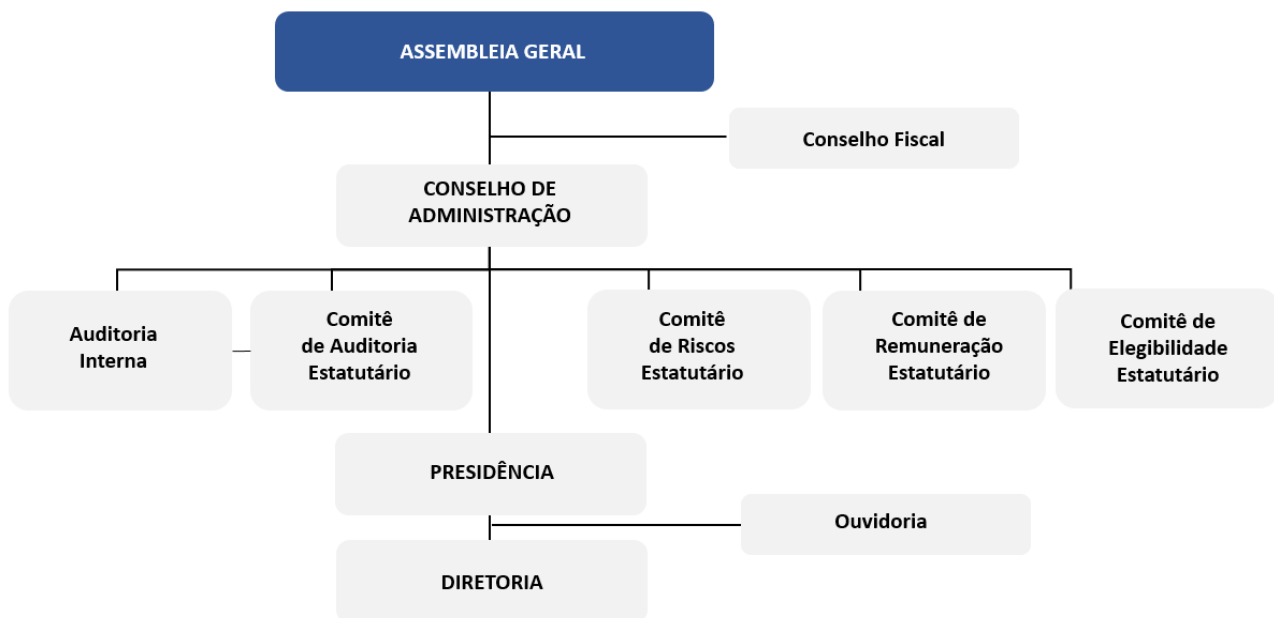 ASSEMBLEIA GERAL
Conselho Fiscal
CONSELHO DE
ADMINISTRAÇÃO
Auditoria
Interna
Comitê
de Auditoria
Estatutário
Comitê
de Riscos
Estatutário
Comitê de
Remuneração
Estatutário
Comitê de
Elegibilidade
Estatutário
PRESIDÊNCIA
Ouvidoria
DIRETORIA